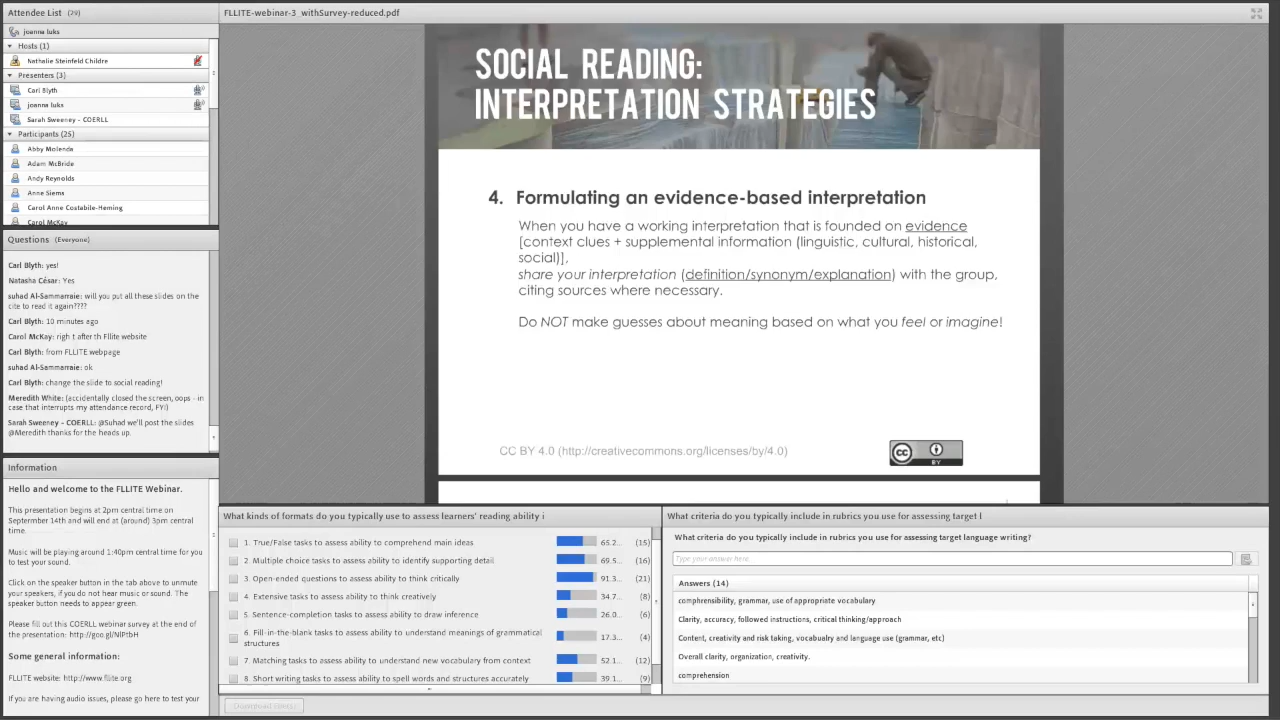 Attendee List (29)
joanna luks
Hosts (1)
Nathalie Steinfeld Childre
Presenters (3)
Carl Blyth
joanna luks
Sarah Sweeney - COERLL
Participants (25)
Abby Molenda
Adam McBride
Andy Reynolds
Anne Siems
Carol Anne Costabile-Heming
Carol McKay
Questions (Everyone)
Carl Blyth: yes!
Natasha César: Yes
suhad Al-Sammarraie: will you put all these slides on the
cite to read it again????
Carl Blyth: 10 minutes ago
Carol McKay: righ t after th Fllite website
Carl Blyth: from FLLITE webpage
suhad Al-Sammarraie: ok
Carl Blyth: change the slide to social reading!
Meredith White: (accidentally closed the screen, oops - in
case that interrupts my attendance record, FYI)
Sarah Sweeney - COERLL: @Suhad we'll post the slides
@Meredith thanks for the heads up.
Information
Hello and welcome to the FLLITE Webinar.
This presentation begins at 2pm central time on
September 14th and will end at (around) 3pm central
time.
Music will be playing around 1:40pm central time for you
to test your sound.
Click on the speaker button in the tab above to unmute
your speakers, if you do not hear music or sound. The
speaker button needs to appear green.
Please fill out this COERLL webinar survey at the end of
the presentation: http://goo.gl/NiPtbH
Some general information:
FLLITE website: http://www.fllite.org
If you are having audio issues, please go here to test your
FLLITE-webinar-3_withSurvey-reduced.pdf
SOCIAL READING:
INTERPRETATION STRATEGIES
4. Formulating an evidence-based interpretation
When you have a working interpretation that is founded on evidence
[context clues + supplemental information (linguistic, cultural, historical,
social)],
share your interpretation (definition/synonym/explanation) with the group,
citing sources where necessary.
Do NOT make guesses about meaning based on what you feel or imagine!
CC BY 4.0 (http://creativecommons.org/licenses/by/4.0)
cc BY
What kinds of formats do you typically use to assess learners' reading ability i
1. True/False tasks to assess ability to comprehend main ideas 65.2... (15)
2. Multiple choice tasks to assess ability to identify supporting detail 69.5... (16)
3. Open-ended questions to assess ability to think critically 91.3... (21)
4. Extensive tasks to assess ability to think creatively 34.7... (8)
5. Sentence-completion tasks to assess ability to draw inference 26.0... (6)
6. Fill-in-the-blank tasks to assess ability to understand meanings of grammatical
structures 17.3... (4)
7. Matching tasks to assess ability to understand new vocabulary from context 52.1... (12)
8. Short writing tasks to assess ability to spell words and structures accurately 39.1... (9)
What criteria do you typically include in rubrics you use for assessing target l
What criteria do you typically include in rubrics you use for assessing target language writing?
Type your answer here
Answers (14)
comphrensibility, grammar, use of appropriate vocabulary
Clarity, accuracy, followed instructions, critical thinking/approach
Content, creativity and risk taking, vocabualry and language use (grammar, etc)
Overall clarity, organization, creativity.
comprehension